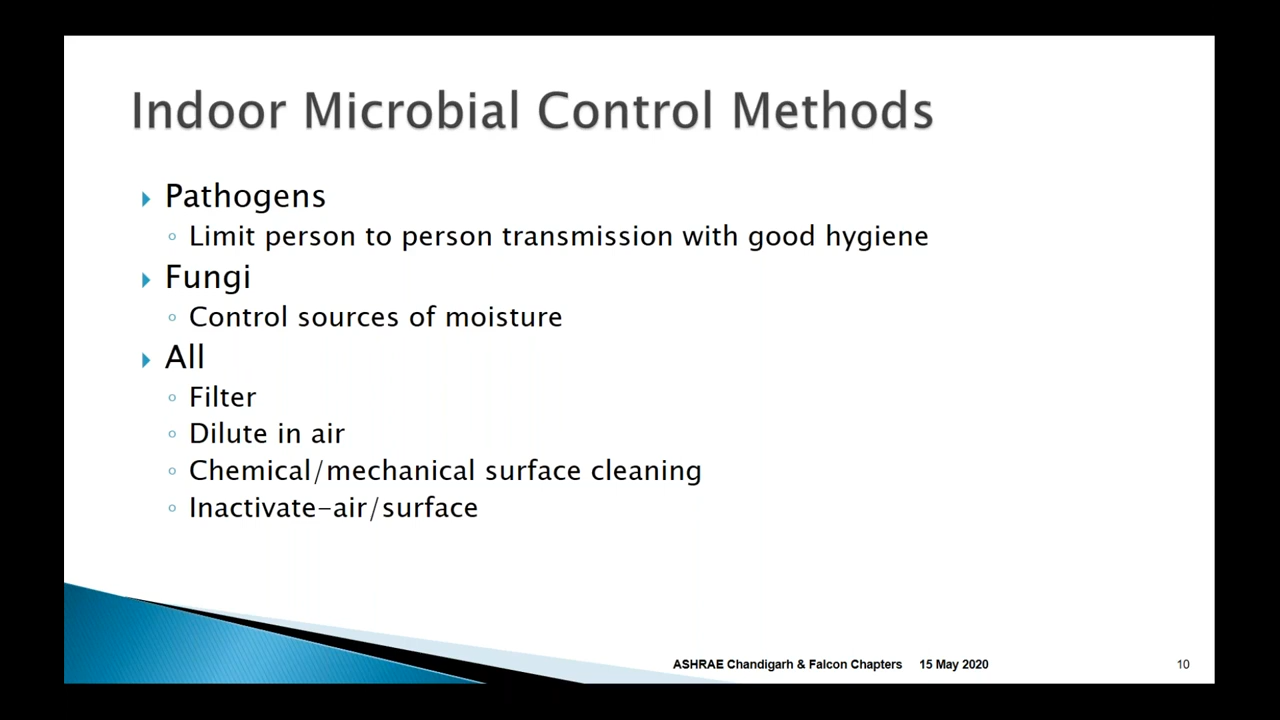 Indoor Microbial Control Methods
Pathogens
Limit person to person transmission with good hygiene
Fungi
Control sources of moisture
All
Filter
Dilute in air
Chemical/mechanical surface cleaning
Inactivate-air/surface
ASHRAE Chandigarh & Falcon Chapters 15 May 2020 10